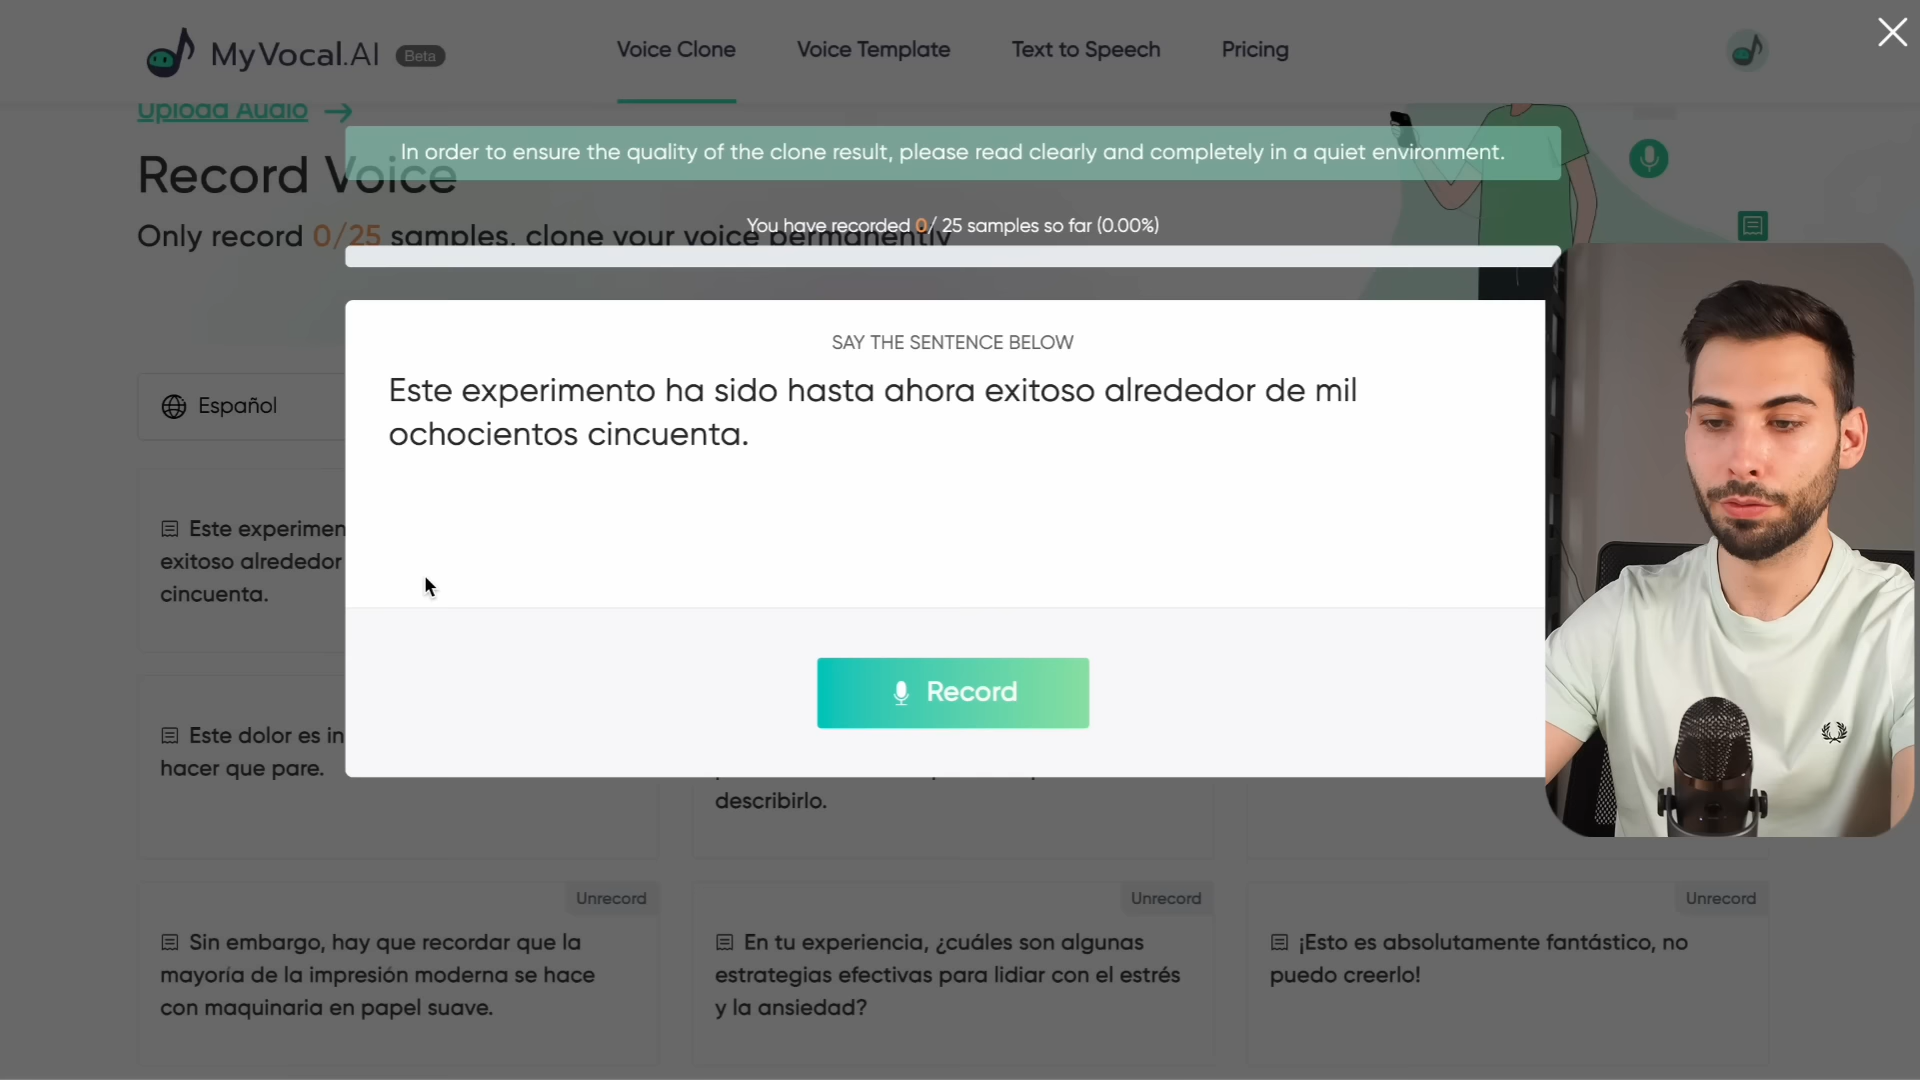 MyVocal.AI Beta
Voice Clone
Voice Template
Text to Speech
Pricing
Upload Audio
In order to ensure the quality of the clone result, please read clearly and completely in a quiet environment.
Record Voice
You have recorded 0/ 25 samples so far (0.00%)
Only record 0/25 samples, clone your voice permanently
SAY THE SENTENCE BELOW
Este experimento ha sido hasta ahora exitoso alrededor de mil
ochocientos cincuenta.
Español
Este experimen
exitoso alrededor
cincuenta.
Record
Este dolor es in
hacer que pare.
describirlo.
Unrecord
Sin embargo, hay que recordar que la
mayoría de la impresión moderna se hace
con maquinaria en papel suave.
Unrecord
En tu experiencia, ¿cuáles son algunas
estrategias efectivas para lidiar con el estrés
y la ansiedad?
Unrecord
¡Esto es absolutamente fantástico, no
puedo creerlo!